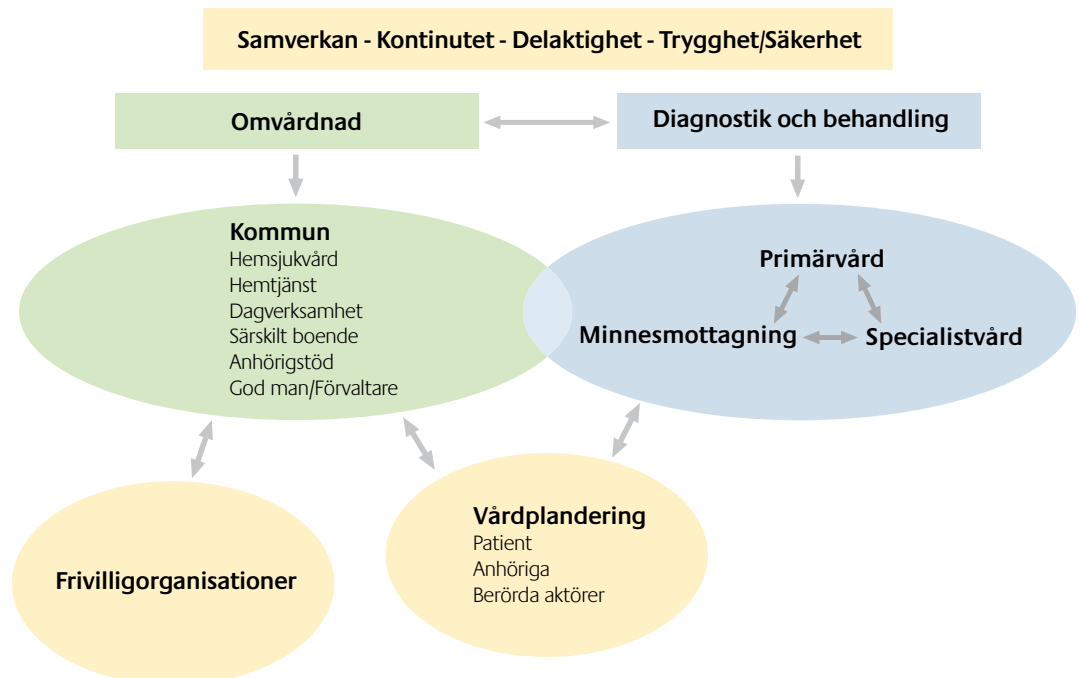 Samverkan - Kontinutet - Delaktighet - Trygghet/Säkerhet
Omvårdnad
Diagnostik och behandling
Kommun
Hemsjukvård
Hemtjänst
Dagverksamhet
Särskilt boende
Anhörigstöd
God man/Förvaltare
Primärvård
Minnesmottagning
Specialistvård
Frivilligorganisationer
Vårdplandering
Patient
Anhöriga
Berörda aktörer